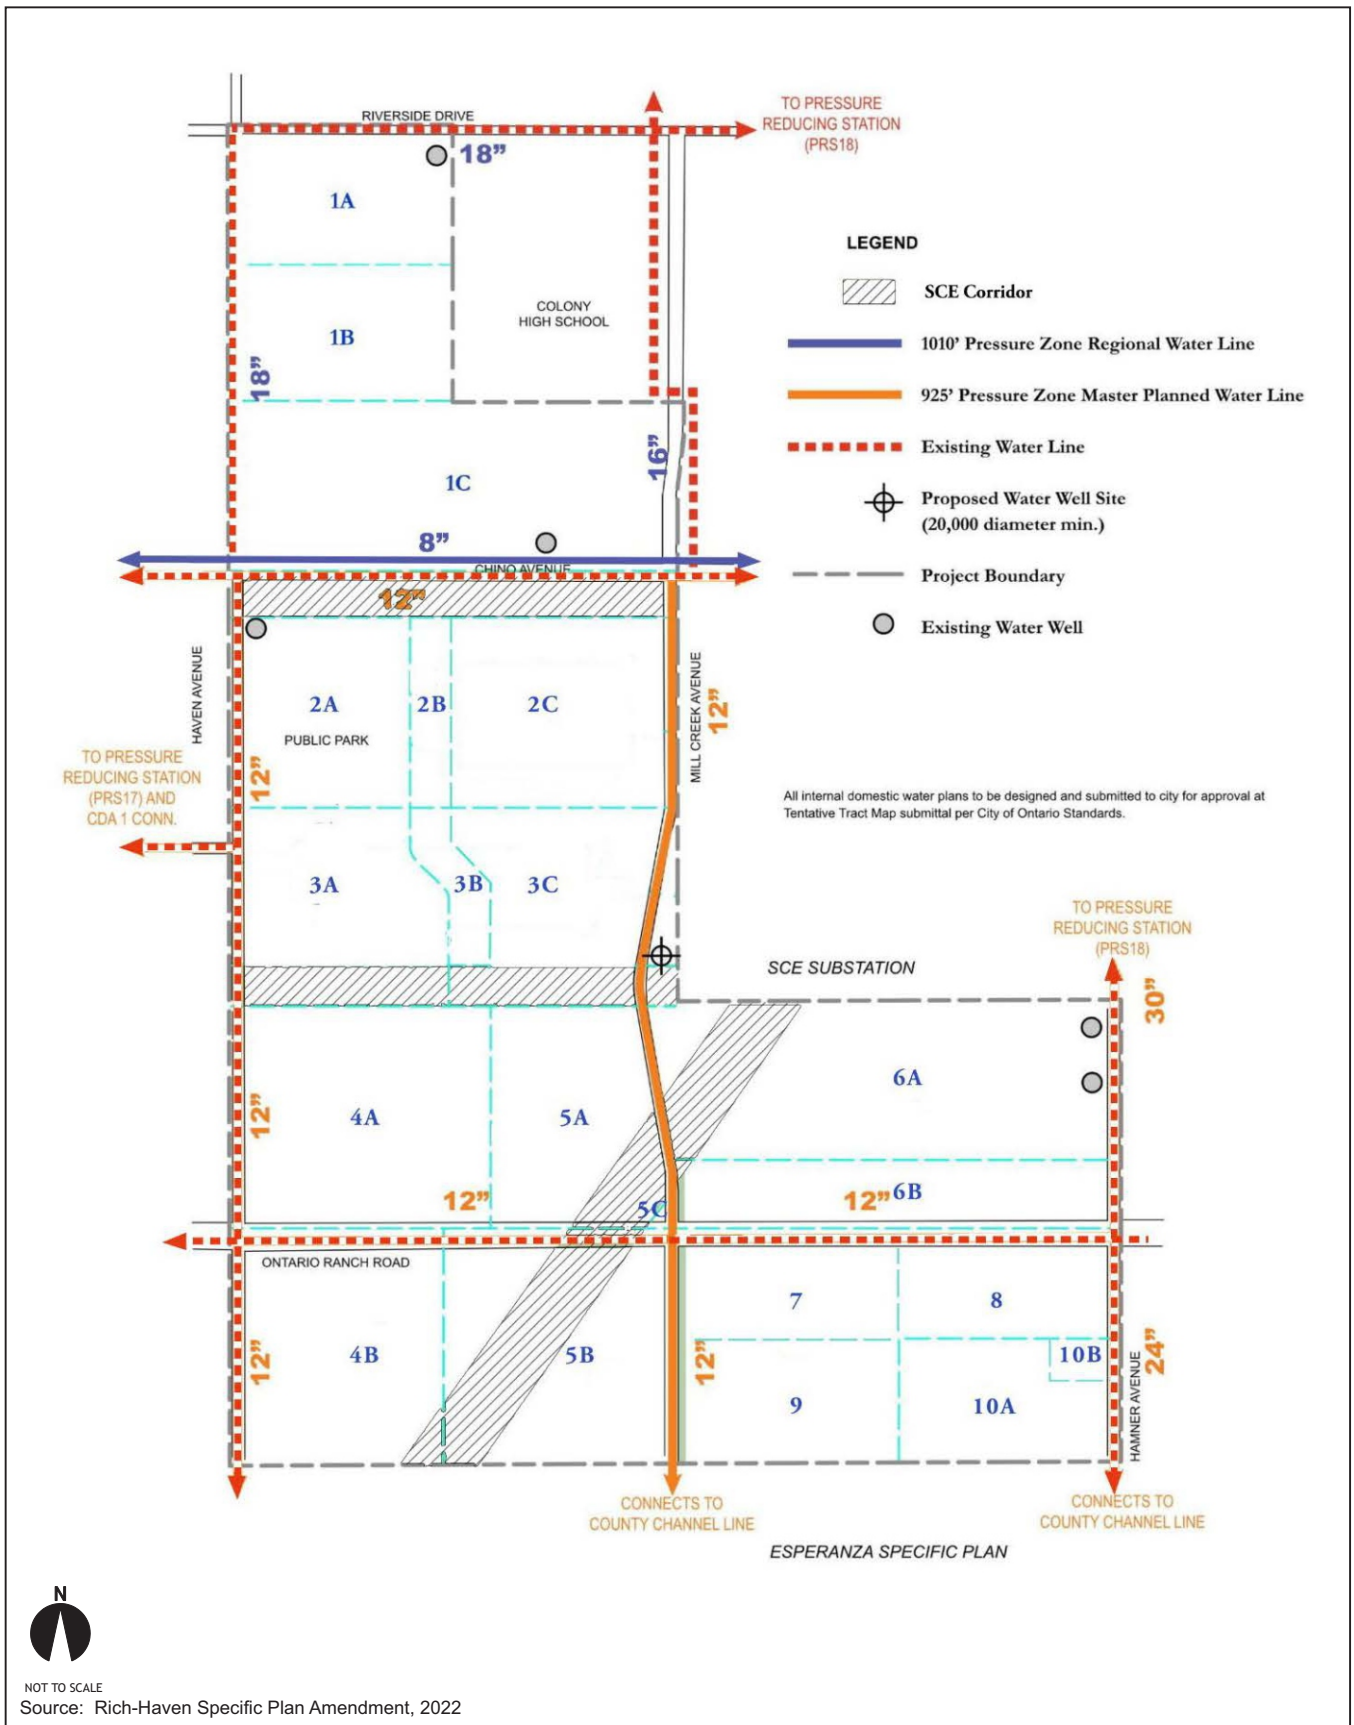 RIVERSIDE DRIVE
TO PRESSURE
REDUCING STATION
(PRS18)
18”
1A
LEGEND
SCE Corridor
COLONY
HIGH SCHOOL
1B
1010’ Pressure Zone Regional Water Line
18”
925’ Pressure Zone Master Planned Water Line
Existing Water Line
16”
1C
Proposed Water Well Site
(20,000 diameter min.)
8”
CHINO AVENUE
Project Boundary
12”
Existing Water Well
HAVEN AVENUE
2A
2B
2C
MILL CREEK AVENUE
12”
PUBLIC PARK
TO PRESSURE
REDUCING STATION
(PRS17) AND
CDA 1 CONN.
12”
All internal domestic water plans to be designed and submitted to city for approval at
Tentative Tract Map submittal per City of Ontario Standards.
3A
3B
3C
TO PRESSURE
REDUCING STATION
(PRS18)
SCE SUBSTATION
30”
6A
12”
4A
5A
12”
5C
12”
6B
ONTARIO RANCH ROAD
7
8
12”
4B
5B
12”
10B
24”
HAMNER AVENUE
9
10A
CONNECTS TO
COUNTY CHANNEL LINE
CONNECTS TO
COUNTY CHANNEL LINE
ESPERANZA SPECIFIC PLAN
N
NOT TO SCALE
Source: Rich-Haven Specific Plan Amendment, 2022